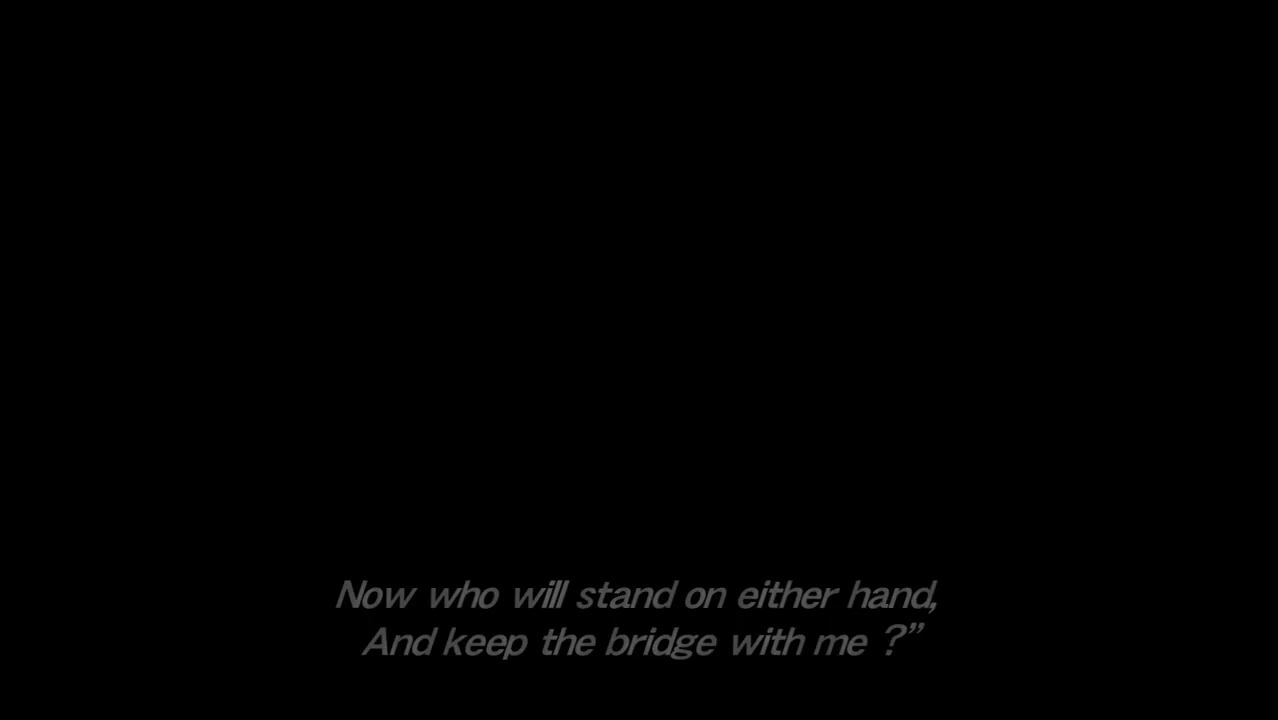 Now who will stand on either hand,
And keep the bridge with me ?”